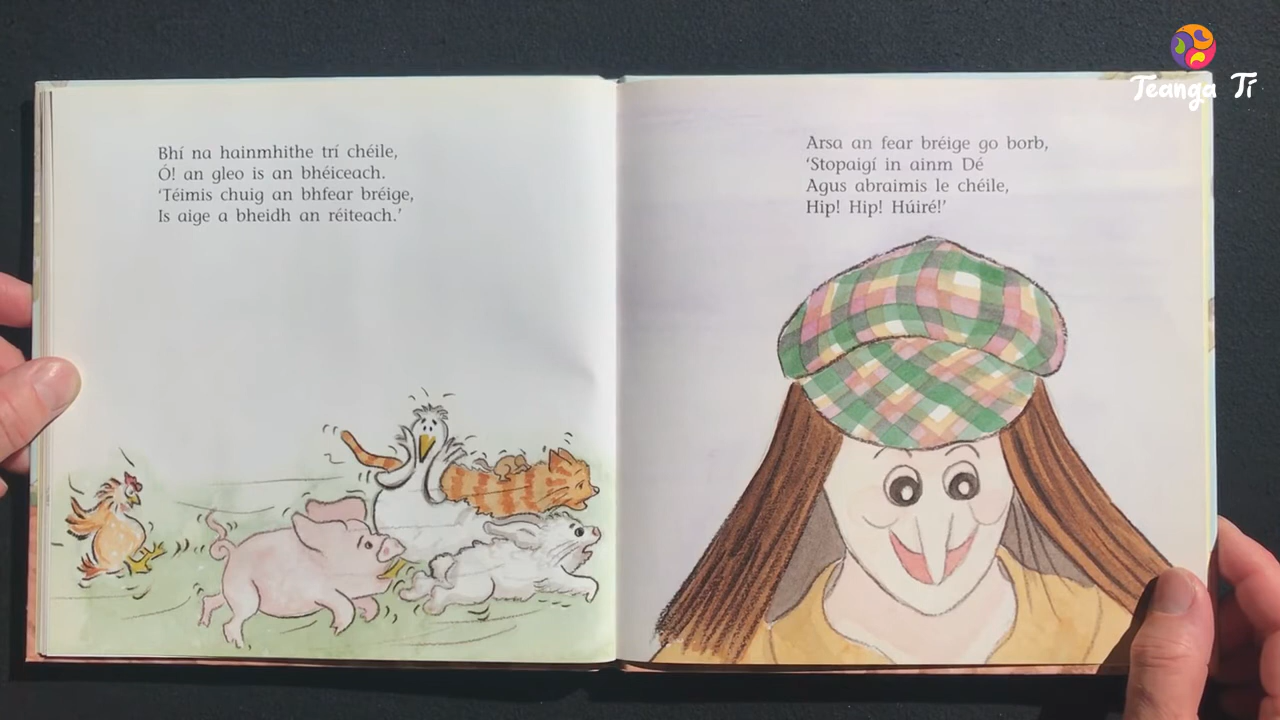 Bhí na hainmhithe trí chéile,
Ó! an gleo is an bhéiceach.
‘Téimis chuig an bhfear bréige,
Is aige a bheidh an réiteach.’
Arsa an fear bréige go borb,
‘Stopaigí in ainm Dé
Agus abraimis le chéile,
Hip! Hip! Húiré!’
Teanga Tí